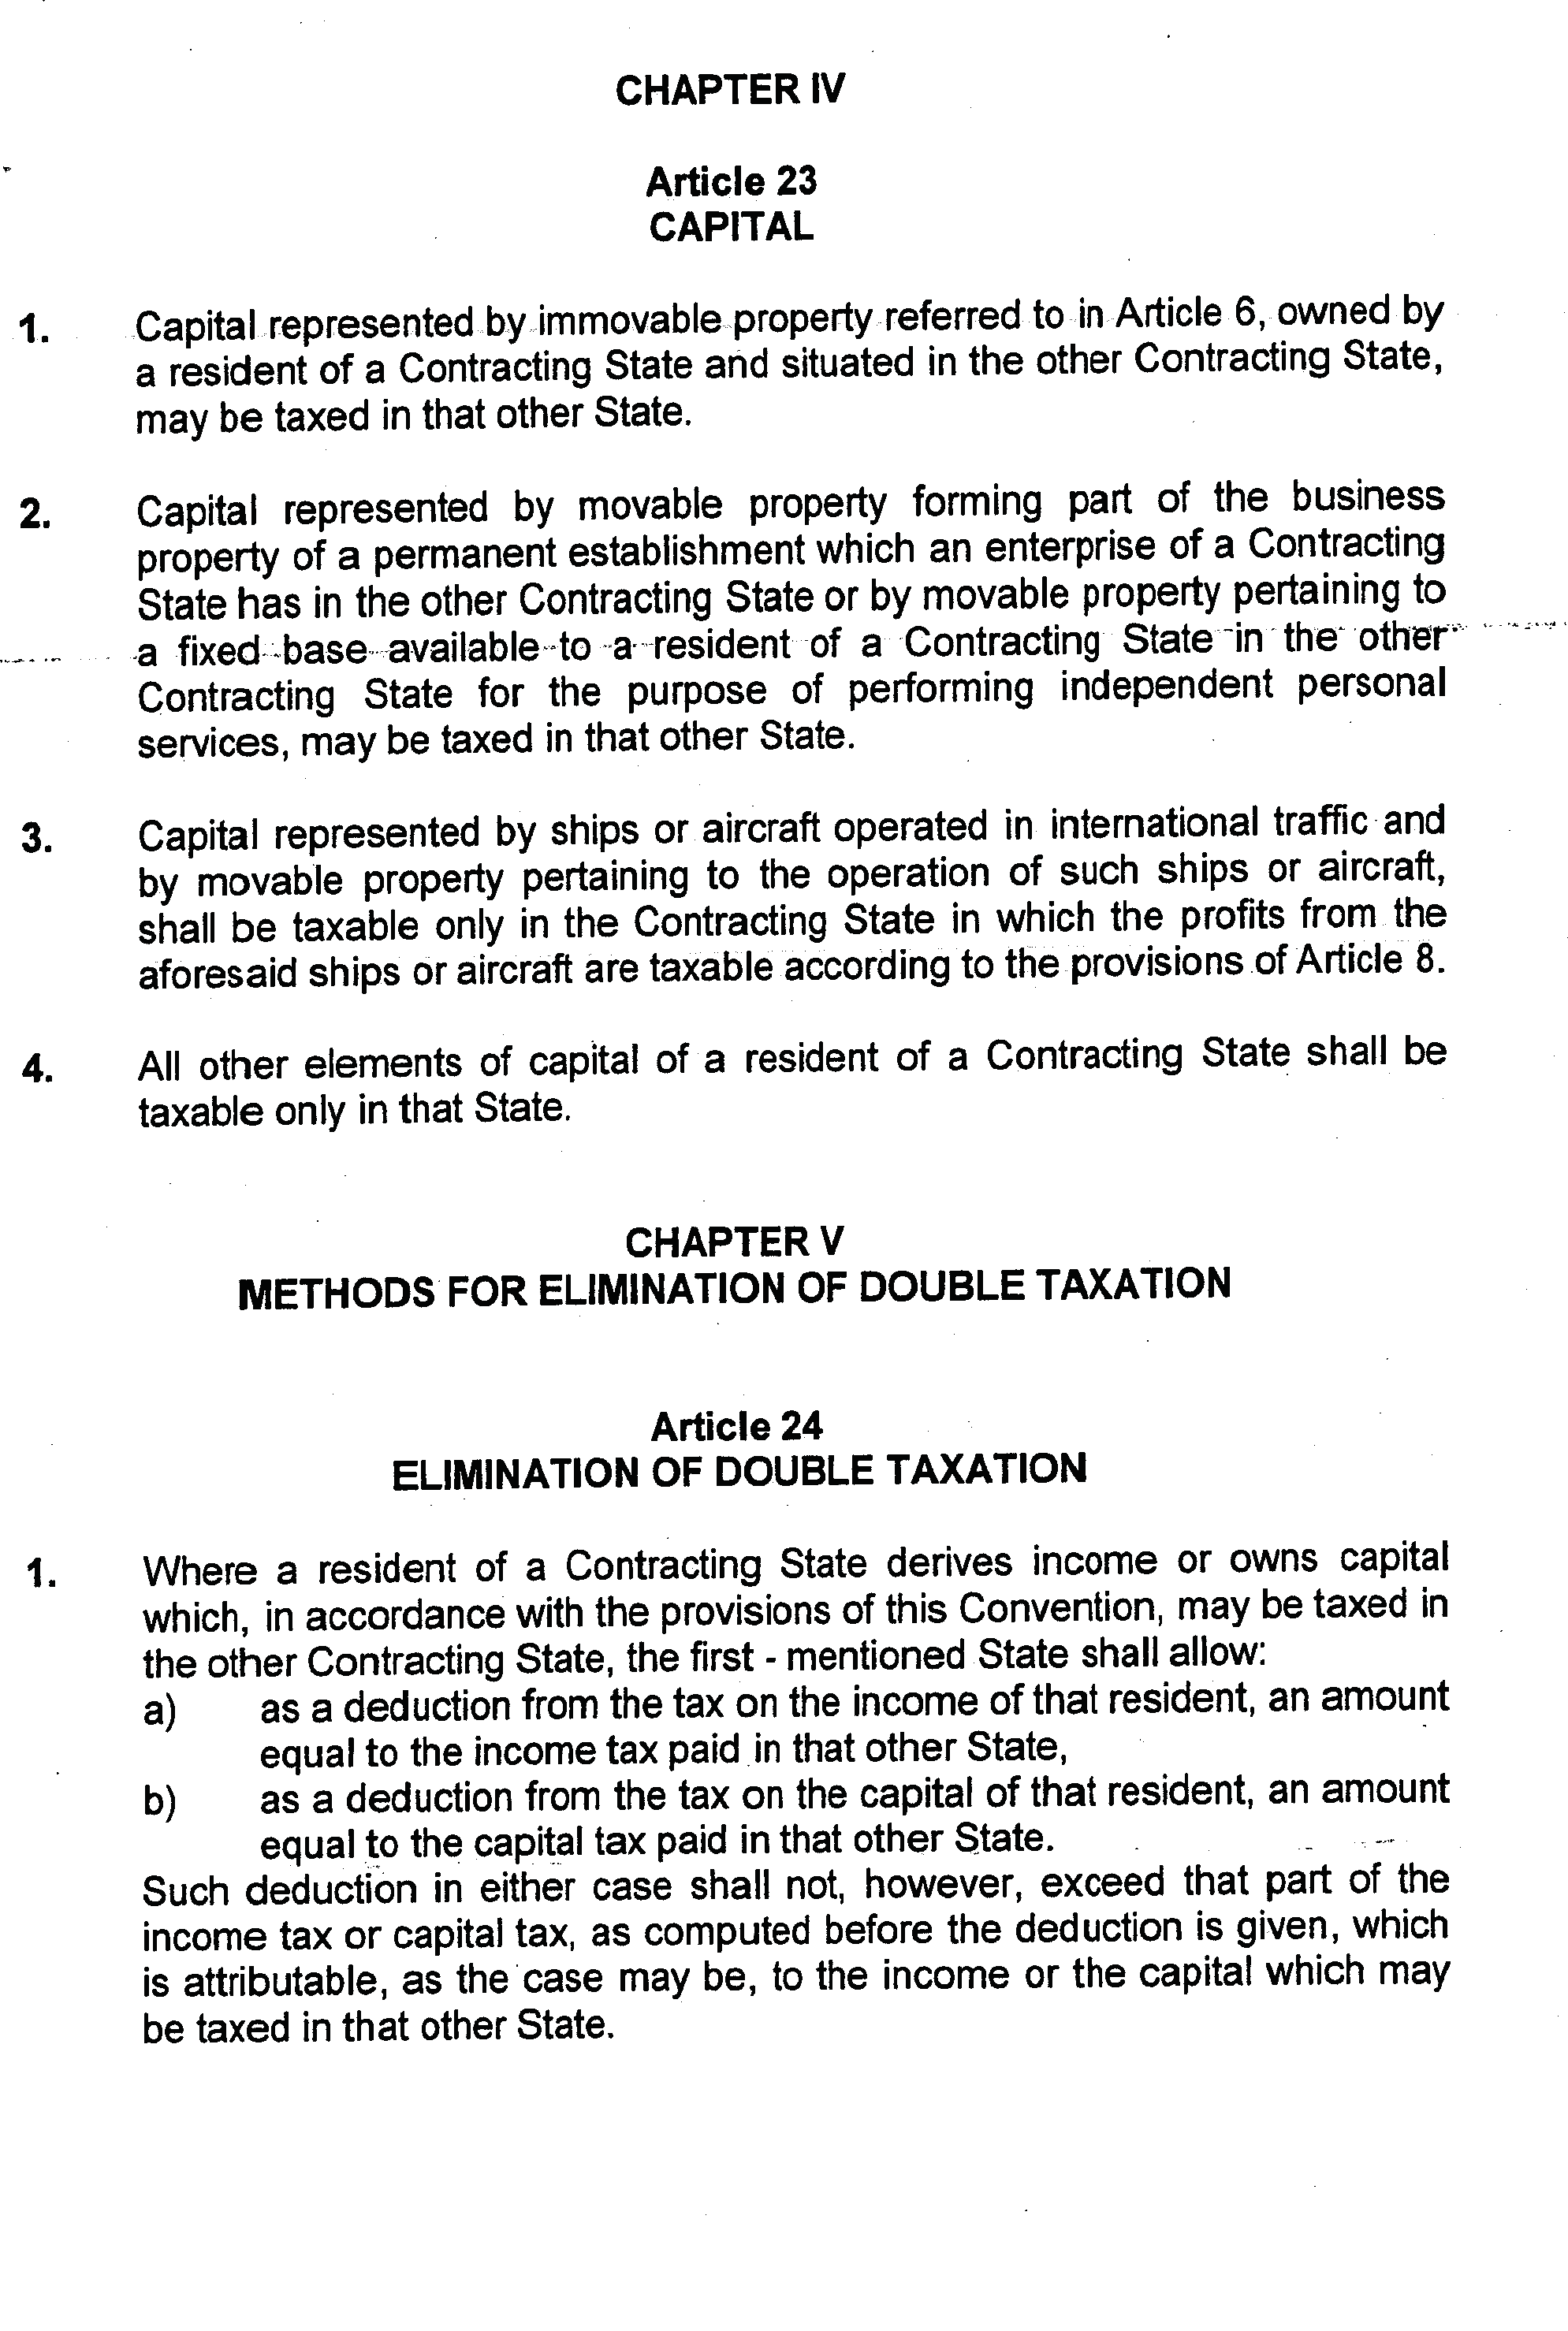 CHAPTER IV
Article 23
CAPITAL
1. Capital represented by immovable property referred to in Article 6, owned by
a resident of a Contracting State and situated in the other Contracting State,
may be taxed in that other State.
2. Capital represented by movable property forming part of the business
property of a permanent establishment which an enterprise of a Contracting
State has in the other Contracting State or by movable property pertaining to
a fixed base available to a resident of a Contracting State in the other
Contracting State for the purpose of performing independent personal
services, may be taxed in that other State.
3. Capital represented by ships or aircraft operated in international traffic and
by movable property pertaining to the operation of such ships or aircraft,
shall be taxable only in the Contracting State in which the profits from the
aforesaid ships or aircraft are taxable according to the provisions of Article 8.
4. All other elements of capital of a resident of a Contracting State shall be
taxable only in that State.
CHAPTER V
METHODS FOR ELIMINATION OF DOUBLE TAXATION
Article 24
ELIMINATION OF DOUBLE TAXATION
1. Where a resident of a Contracting State derives income or owns capital
which, in accordance with the provisions of this Convention, may be taxed in
the other Contracting State, the first - mentioned State shall allow:
a) as a deduction from the tax on the income of that resident, an amount
equal to the income tax paid in that other State,
b) as a deduction from the tax on the capital of that resident, an amount
equal to the capital tax paid in that other State.
Such deduction in either case shall not, however, exceed that part of the
income tax or capital tax, as computed before the deduction is given, which
is attributable, as the case may be, to the income or the capital which may
be taxed in that other State.